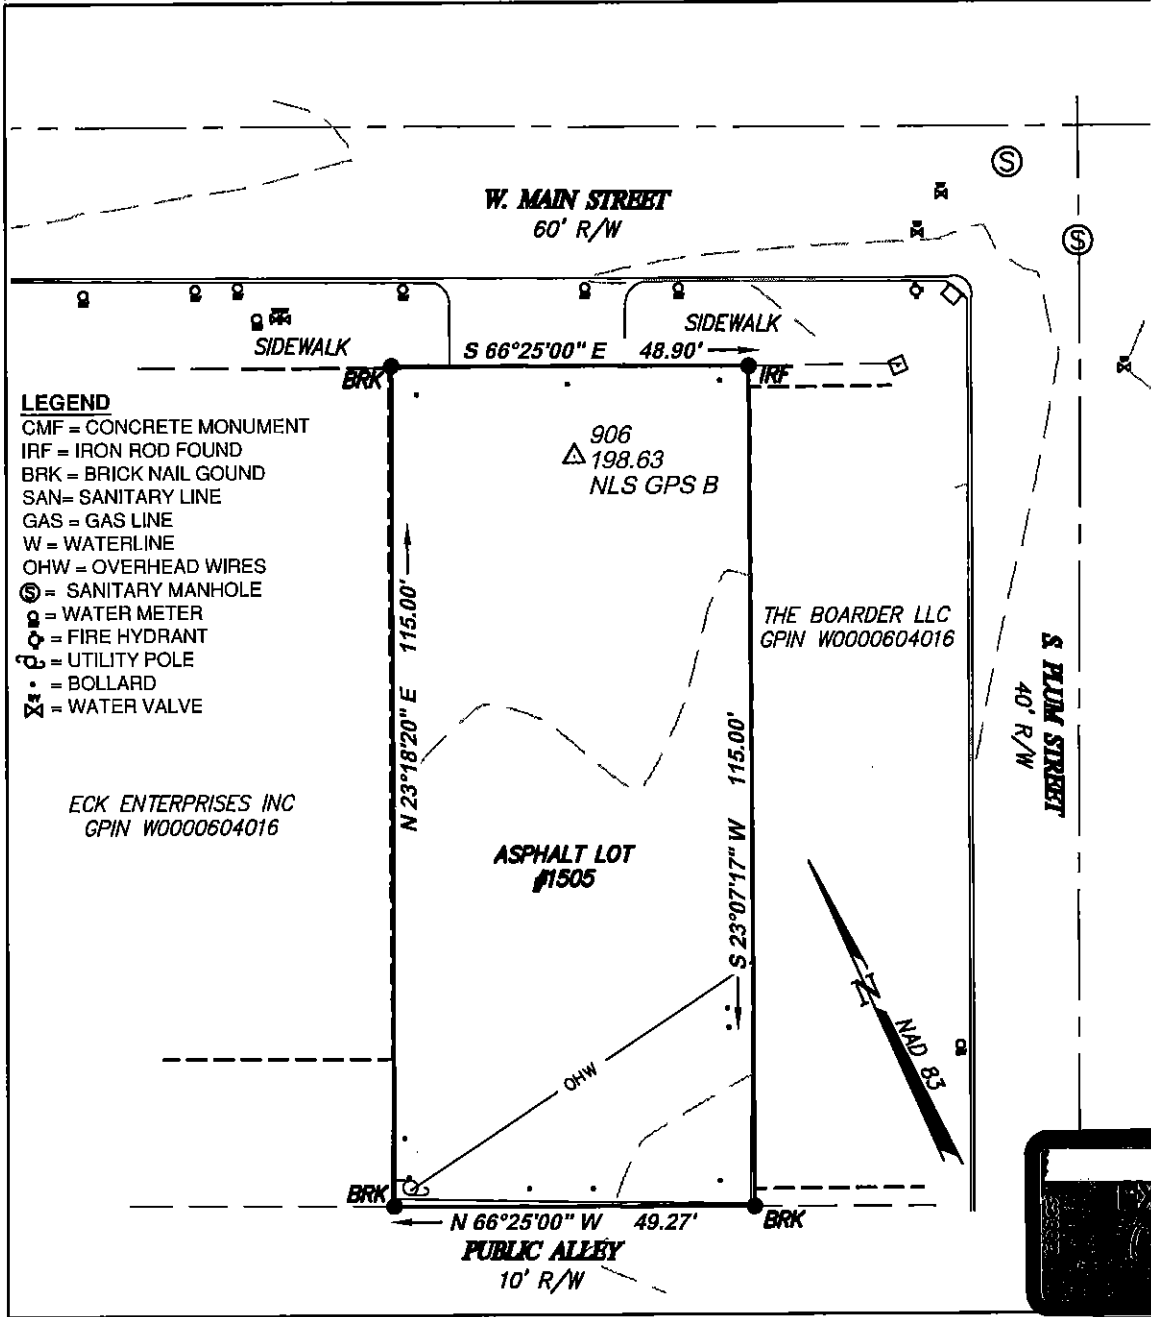 W. MAIN STREET
60' R/W
S
S
SIDEWALK
SIDEWALK
S 66°25'00" E 48.90'
BRK
IRF
LEGEND
CMF = CONCRETE MONUMENT
IRF = IRON ROD FOUND
BRK = BRICK NAIL GOUND
SAN= SANITARY LINE
GAS = GAS LINE
W = WATERLINE
OHW = OVERHEAD WIRES
S = SANITARY MANHOLE
= WATER METER
= FIRE HYDRANT
= UTILITY POLE
= BOLLARD
= WATER VALVE
906
198.63
NLS GPS B
N 23°18'20" E 115.00'
THE BOARDER LLC
GPIN W0000604016
S. PLUM STREET
40' R/W
S 23°07'17" W 115.00'
ECK ENTERPRISES INC
GPIN W0000604016
ASPHALT LOT
#1505
N
NAD 83
OHW
BRK
BRK
N 66°25'00" W 49.27'
PUBLIC ALLEY
10' R/W